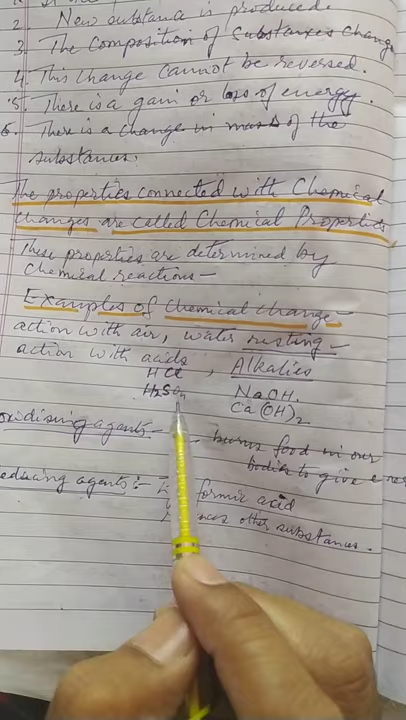 2. New substance is produced.
3. The Composition of Substances change
4. This change cannot be reversed.
5. There is a gain or loss of energy.
6. There is a change in mass of the
substances.
The properties connected with Chemical
changes are called Chemical Properties
These properties are determined by
Chemical reactions -
Examples of Chemical change -
action with air, water rusting -
action with acids
HCl , Alkalies
H2SO4 NaOH.
Ca(OH)2
oxidising agents - burns food in our
bodies to give
reducing agents :- formic acid
other substances.